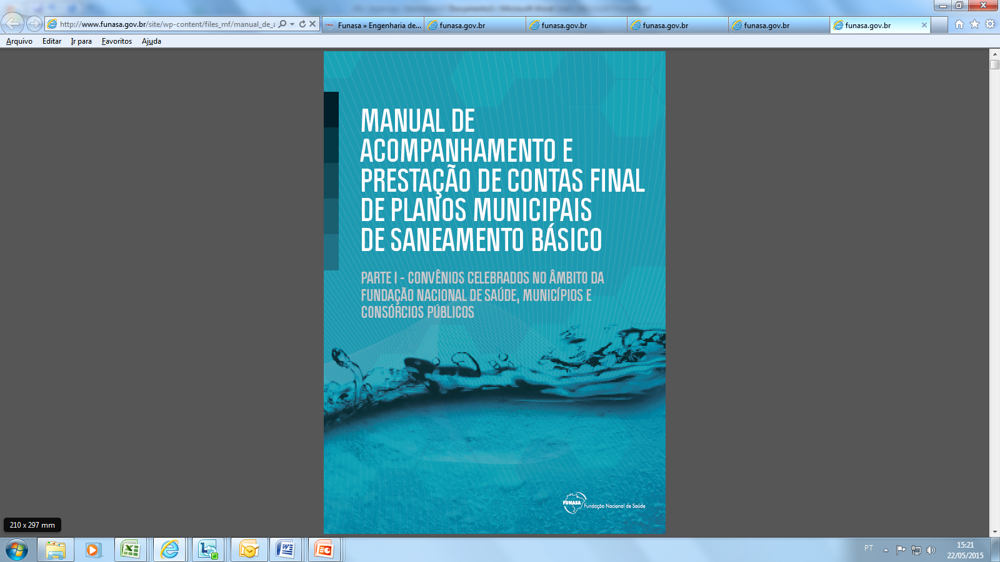 http://www.funasa.gov.br/site/wp-content/files_mf/manual_de_a
Funasa » Engenharia de...
funasa.gov.br
funasa.gov.br
funasa.gov.br
funasa.gov.br
funasa.gov.br
Arquivo Editar Ir para Favoritos Ajuda
MANUAL DE
ACOMPANHAMENTO E
PRESTAÇÃO DE CONTAS FINAL
DE PLANOS MUNICIPAIS
DE SANEAMENTO BÁSICO
PARTE I - CONVÊNIOS CELEBRADOS NO ÂMBITO DA
FUNDAÇÃO NACIONAL DE SAÚDE, MUNICÍPIOS E
CONSÓRCIOS PÚBLICOS
FUNASA
Fundação Nacional de Saúde
210 x 297 mm
PT
15:21
22/05/2015